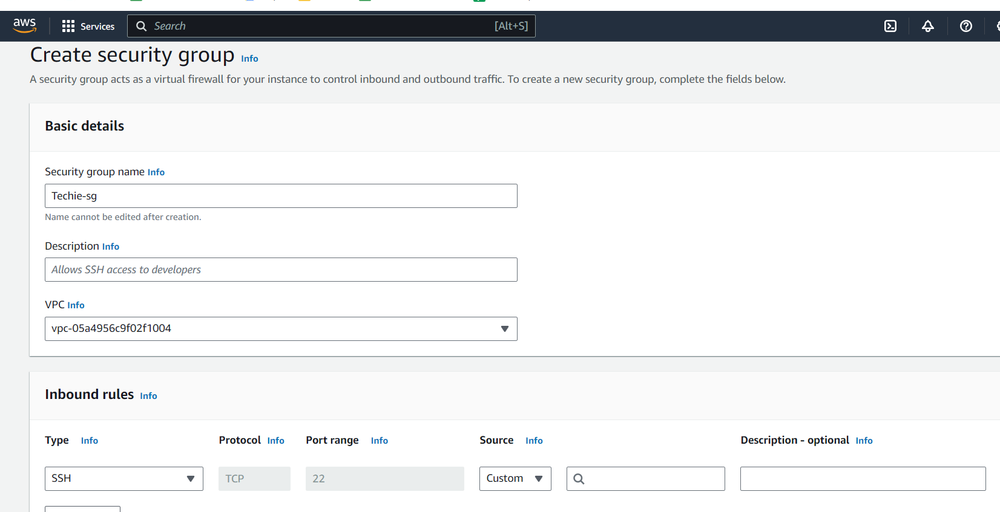 aws
Services
Search [Alt+S]
Create security group Info
A security group acts as a virtual firewall for your instance to control inbound and outbound traffic. To create a new security group, complete the fields below.
Basic details
Security group name Info
Techie-sg
Name cannot be edited after creation.
Description Info
Allows SSH access to developers
VPC Info
vpc-05a4956c9f02f1004
Inbound rules Info
Type Info Protocol Info Port range Info Source Info Description - optional Info
SSH TCP 22 Custom